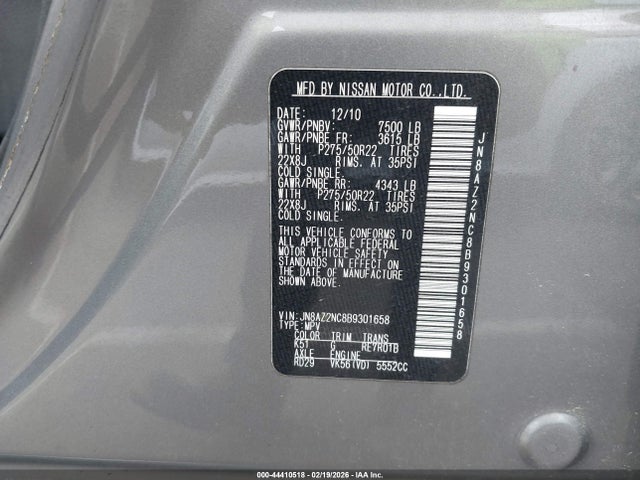 MFD BY NISSAN MOTOR CO.,LTD.
DATE: 12/10
GVWR/PNBV: 7500 LB
GAWR/PNBE FR: 3615 LB
WITH P275/50R22 TIRES
22X8J RIMS. AT 35PSI
COLD SINGLE.
GAWR/PNBE RR: 4343 LB
WITH P275/50R22 TIRES
22X8J RIMS. AT 35PSI
COLD SINGLE.
THIS VEHICLE CONFORMS TO
ALL APPLICABLE FEDERAL
MOTOR VEHICLE SAFETY
STANDARDS IN EFFECT ON
THE DATE OF MANUFACTURE
SHOWN ABOVE.
VIN: JN8AZ2NC8B9301658
TYPE: MPV
COLOR TRIM TRANS
K51 G RE7R01B
AXLE ENGINE
RD29 VK56(VD) 5552CC
JN8AZ2NC8B9301658
000-44410518 - 02/19/2026 - IAA Inc.